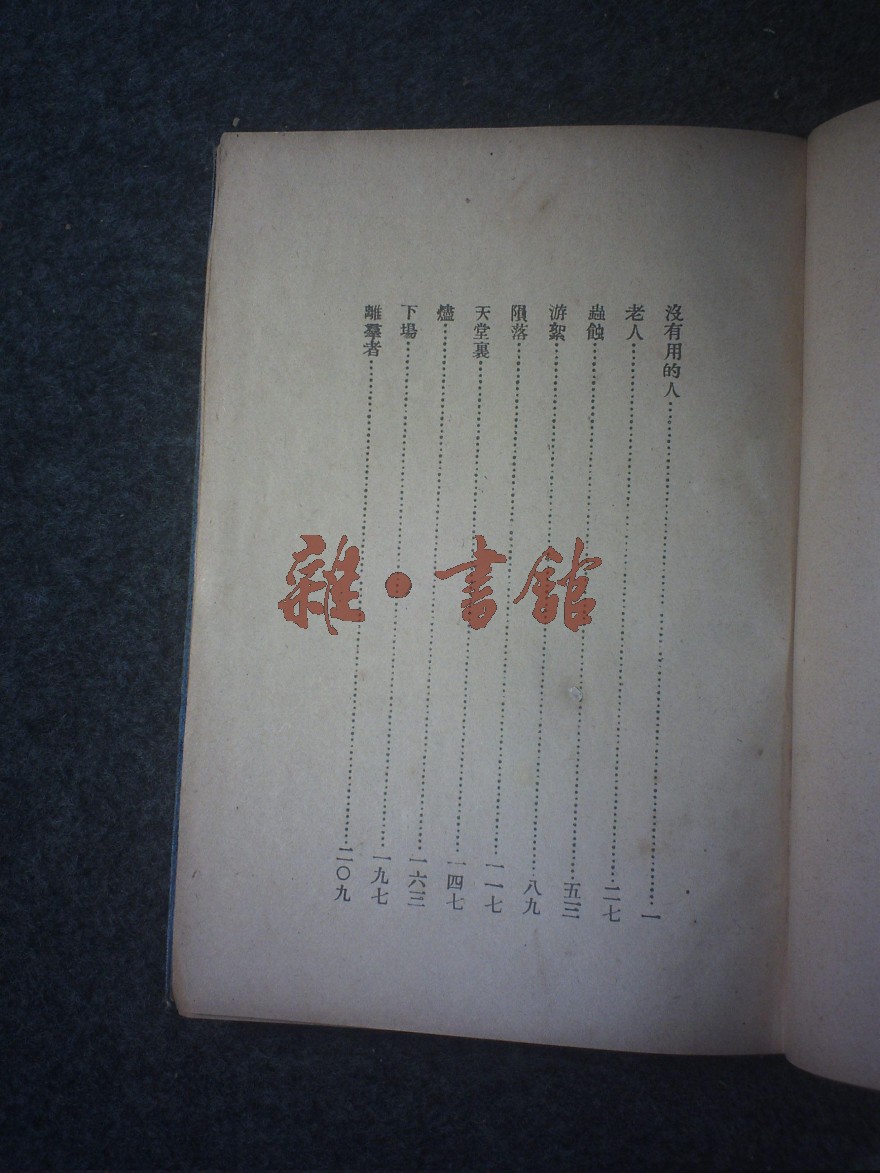 沒有用的人……一
老人……二七
蟲蝕……五三
游絮……八九
隕落……一一七
天堂裏……一四七
燼……一六三
下場……一九七
離羣者……二〇九
雜·書館